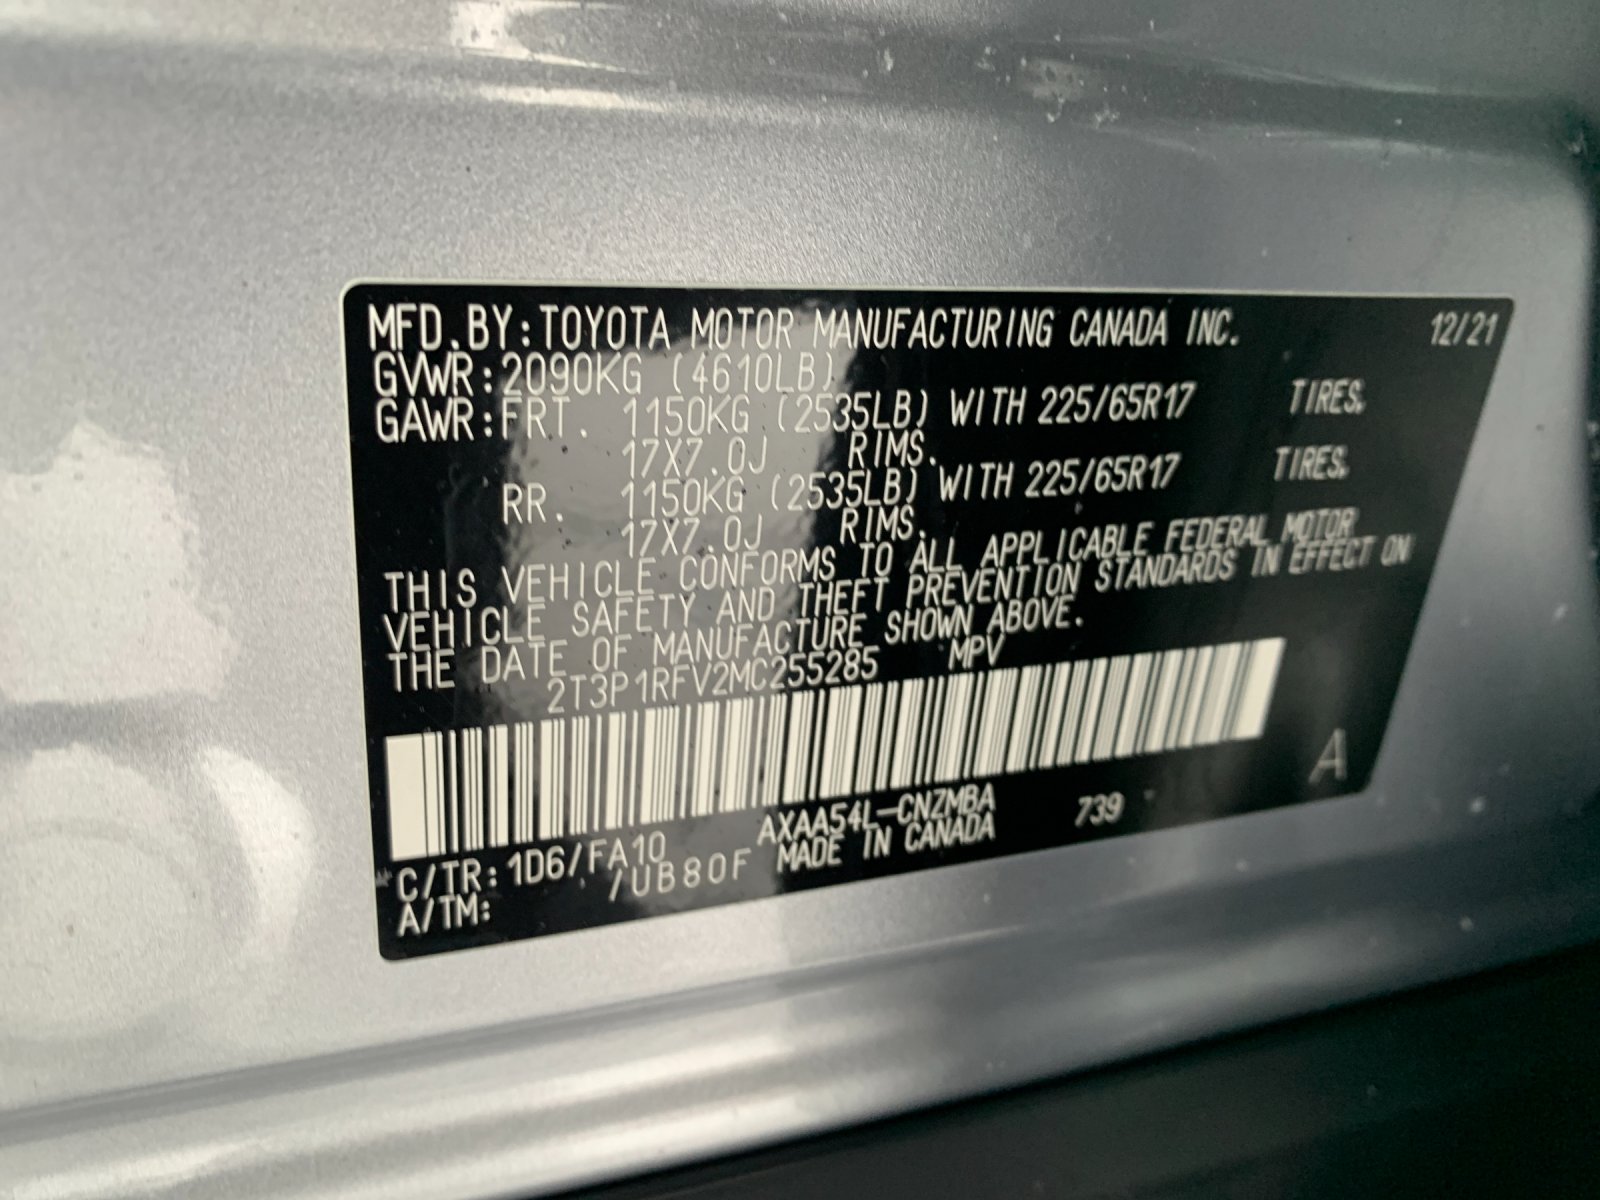 MFD.BY:TOYOTA MOTOR MANUFACTURING CANADA INC. 12/21
GVWR:2090KG (4610LB)
GAWR:FRT. 1150KG (2535LB) WITH 225/65R17 TIRES.
17X7.0J RIMS.
RR. 1150KG (2535LB) WITH 225/65R17 TIRES.
17X7.0J RIMS.
THIS VEHICLE CONFORMS TO ALL APPLICABLE FEDERAL MOTOR
VEHICLE SAFETY AND THEFT PREVENTION STANDARDS IN EFFECT ON
THE DATE OF MANUFACTURE SHOWN ABOVE.
2T3P1RFV2MC255285 MPV
A
C/TR:1D6/FA10 AXAA54L-CNZMBA 739
A/TM: /UB80F MADE IN CANADA